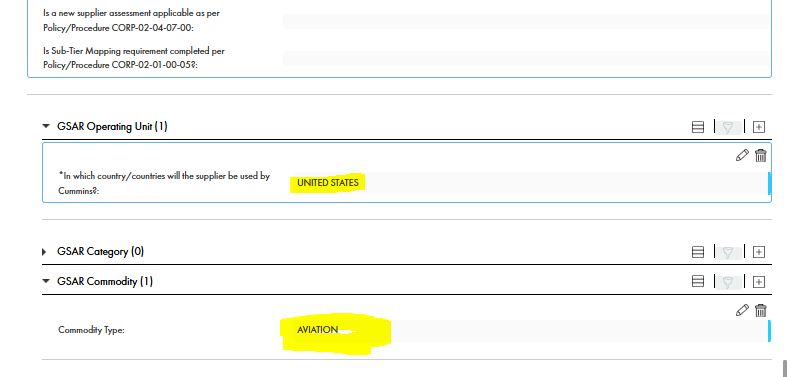 Is a new supplier assessment applicable as per
Policy/Procedure CORP-02-04-07-00:
Is Sub-Tier Mapping requirement completed per
Policy/Procedure CORP-02-01-00-05?:
GSAR Operating Unit (1)
*In which country/countries will the supplier be used by
Cummins?:
UNITED STATES
GSAR Category (0)
GSAR Commodity (1)
Commodity Type:
AVIATION